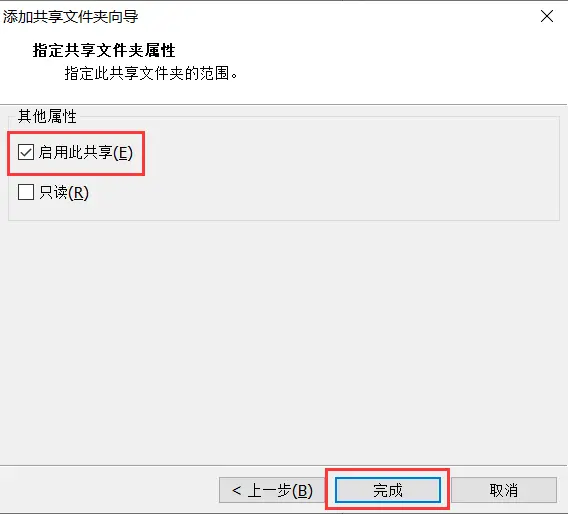 添加共享文件夹向导
指定共享文件夹属性
指定此共享文件夹的范围。
其他属性
启用此共享(E)
只读(R)
< 上一步(B) 完成 取消